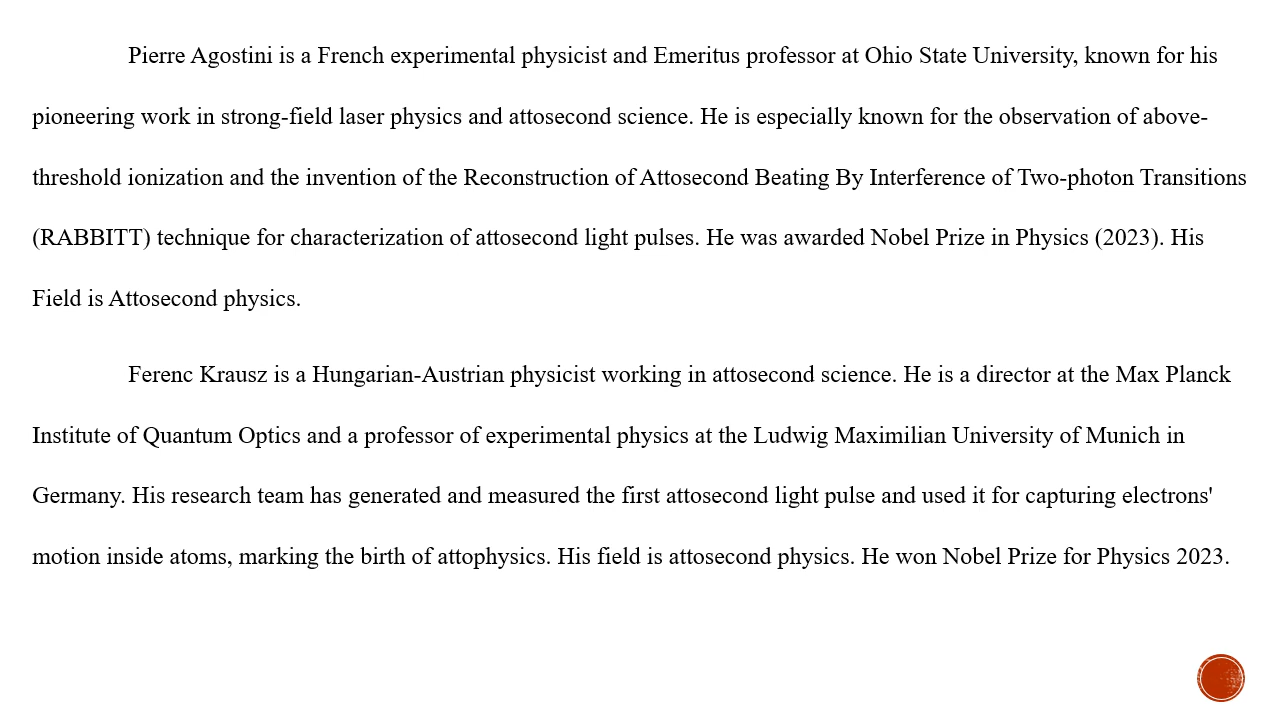 Pierre Agostini is a French experimental physicist and Emeritus professor at Ohio State University, known for his
pioneering work in strong-field laser physics and attosecond science. He is especially known for the observation of above-
threshold ionization and the invention of the Reconstruction of Attosecond Beating By Interference of Two-photon Transitions
(RABBITT) technique for characterization of attosecond light pulses. He was awarded Nobel Prize in Physics (2023). His
Field is Attosecond physics.
Ferenc Krausz is a Hungarian-Austrian physicist working in attosecond science. He is a director at the Max Planck
Institute of Quantum Optics and a professor of experimental physics at the Ludwig Maximilian University of Munich in
Germany. His research team has generated and measured the first attosecond light pulse and used it for capturing electrons'
motion inside atoms, marking the birth of attophysics. His field is attosecond physics. He won Nobel Prize for Physics 2023.